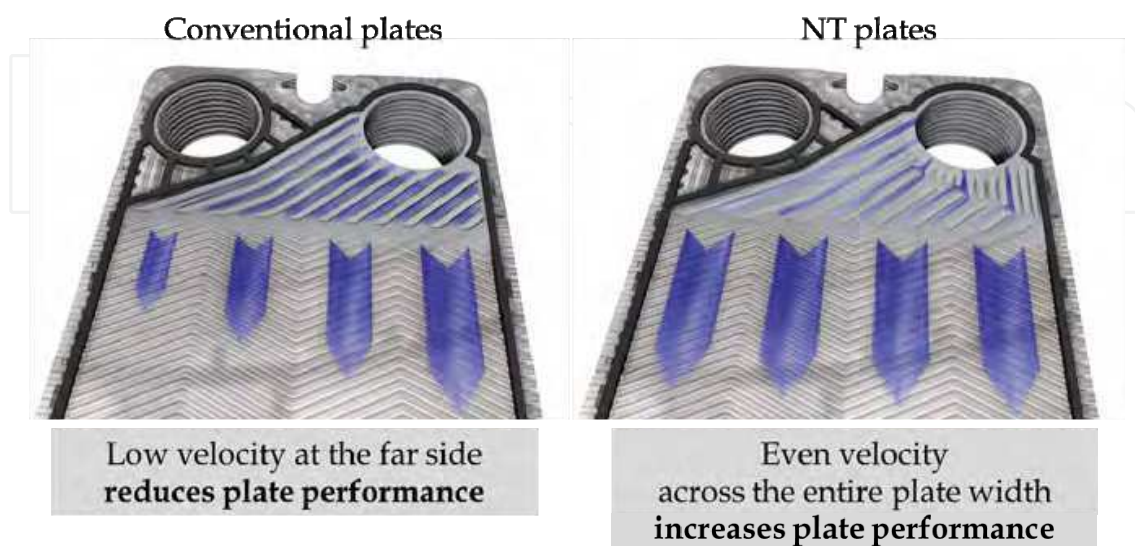 Conventional plates
NT plates
Low velocity at the far side
reduces plate performance
Even velocity
across the entire plate width
increases plate performance